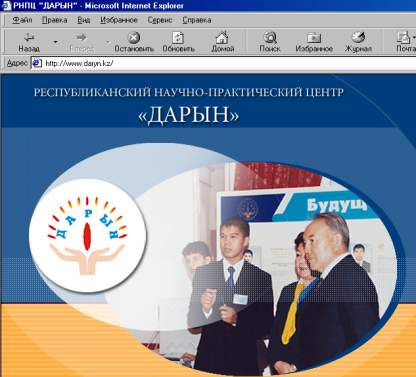 РНПЦ "ДАРЫН" - Microsoft Internet Explorer
Файл Правка Вид Избранное Сервис Справка
Назад Вперед Остановить Обновить Домой Поиск Избранное Журнал Почта
Адрес http://www.daryn.kz/
РЕСПУБЛИКАНСКИЙ НАУЧНО-ПРАКТИЧЕСКИЙ ЦЕНТР
«ДАРЫН»
Будущ
ДАРЫН